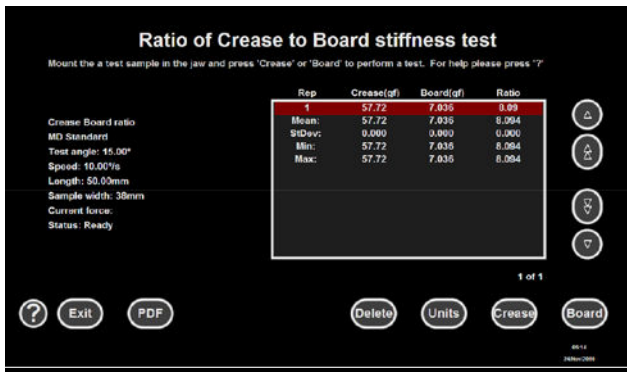 Ratio of Crease to Board stiffness test
Mount the a test sample in the jaw and press 'Crease' or 'Board' to perform a test. For help please press '?'
Rep Crease(gf) Board(gf) Ratio
1 57.72 7.036 8.09
Mean: 57.72 7.036 8.094
StDev: 0.000 0.000 0.000
Min: 57.72 7.036 8.094
Max: 57.72 7.036 8.094
Crease Board ratio
MD Standard
Test angle: 15.00°
Speed: 10.00°/s
Length: 50.00mm
Sample width: 38mm
Current force:
Status: Ready
1 of 1
? Exit PDF Delete Units Crease Board